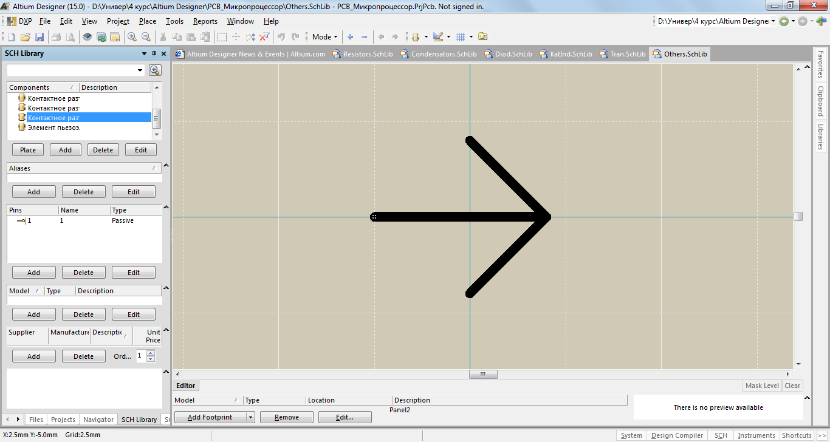 Altium Designer (15.0) - D:\Универ\4 курс\Altium Designer\PCB_Микропроцессор\Others.SchLib - PCB_Микропроцессор.PrjPcb. Not signed in.
DXP File Edit View Project Place Tools Reports Window Help D:\Универ\4 курс\Altium Designe
Mode
SCH Library
Altium Designer News & Events | Altium.com Resistors.SchLib Condensators.SchLib Diod.SchLib Tran.SchLib Others.SchLib
Components / Description
Контактное раз
Контактное раз
Контактное раз
Элемент пьезоэ
Place Add Delete Edit
Aliases /
Add Delete Edit
Pins Name Type
1 1 Passive
Add Delete Edit
Model / Type Description
Add Delete Edit
Supplier Manufacture Descriptic / Unit Price
Add Delete Ord... 1
Files Projects Navigator SCH Library
Favorites
Clipboard
Libraries
Editor Mask Level Clear
Model / Type Location Description
Panel2
There is no preview available
Add Footprint Remove Edit...
X:2.5mm Y:-5.0mm Grid:2.5mm System Design Compiler SCH Instruments Shortcuts >>